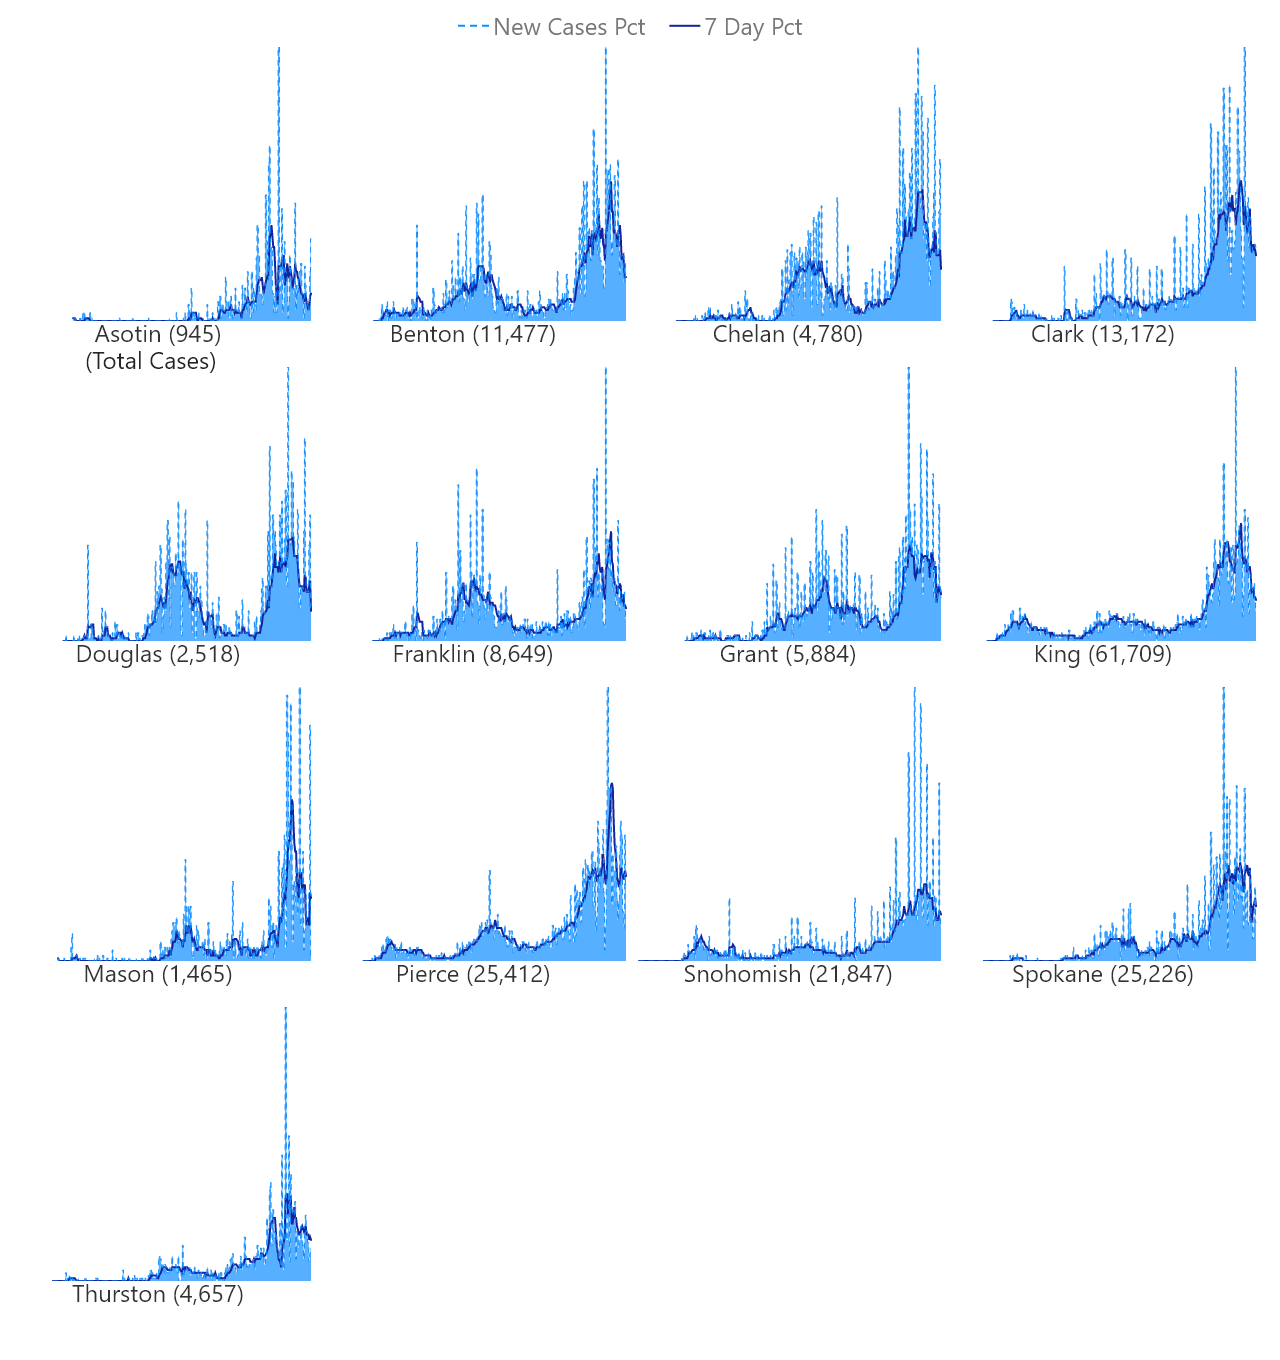 New Cases Pct 7 Day Pct
Asotin (945)
(Total Cases)
Benton (11,477)
Chelan (4,780)
Clark (13,172)
Douglas (2,518)
Franklin (8,649)
Grant (5,884)
King (61,709)
Mason (1,465)
Pierce (25,412)
Snohomish (21,847)
Spokane (25,226)
Thurston (4,657)